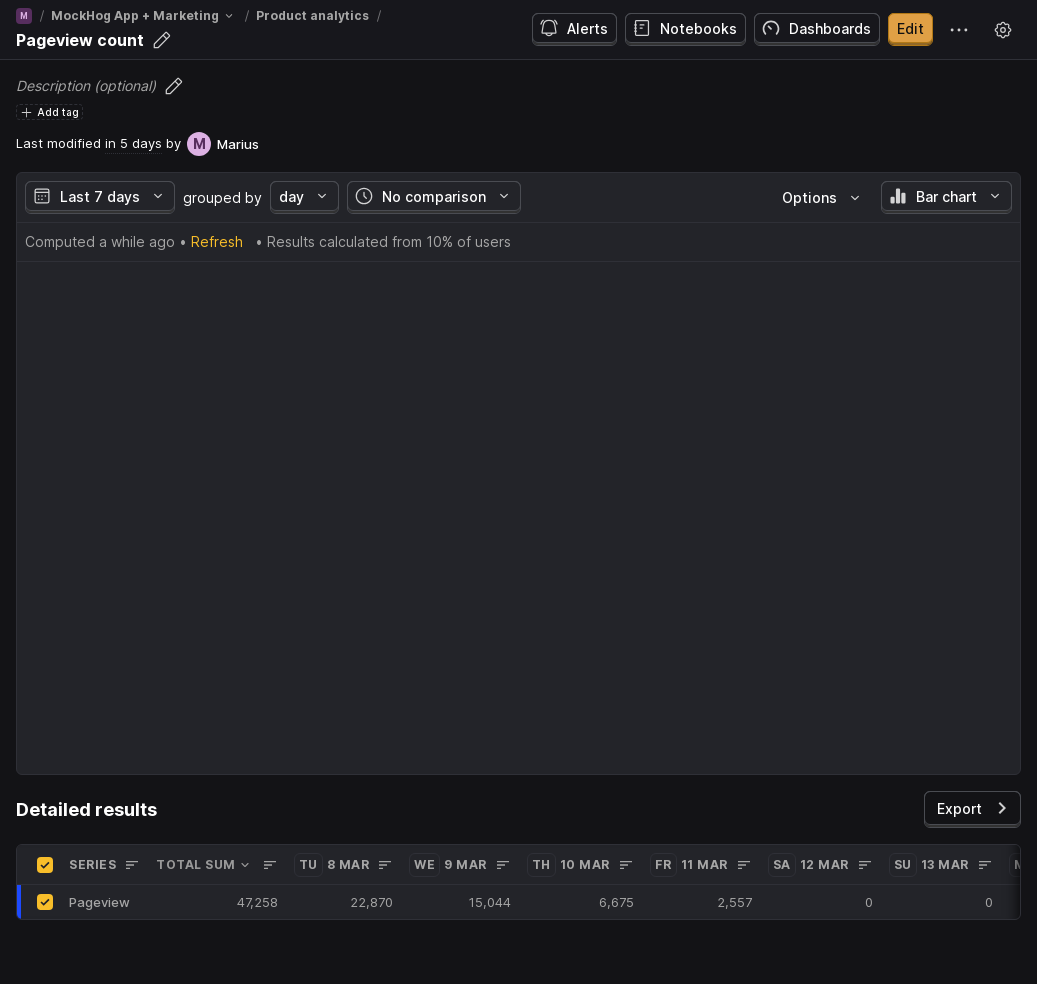 M / MockHog App + Marketing / Product analytics /
Pageview count
Alerts Notebooks Dashboards Edit
Description (optional)
Add tag
Last modified in 5 days by M Marius
Last 7 days grouped by day No comparison Options Bar chart
Computed a while ago • Refresh • Results calculated from 10% of users
Detailed results
Export
SERIES TOTAL SUM TU 8 MAR WE 9 MAR TH 10 MAR FR 11 MAR SA 12 MAR SU 13 MAR
Pageview 47,258 22,870 15,044 6,675 2,557 0 0